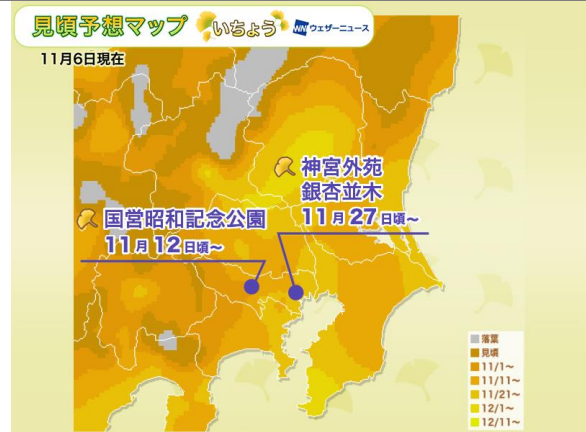 見頃予想マップ いちょう WNI ウェザーニュース
11月6日現在
神宮外苑
銀杏並木
11月27日頃～
国営昭和記念公園
11月12日頃～
落葉
見頃
11/1～
11/11～
11/21～
12/1～
12/11～